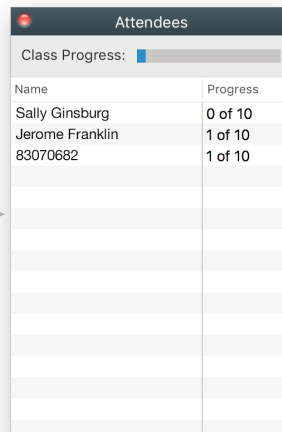 Attendees
Class Progress:
Name Progress
Sally Ginsburg 0 of 10
Jerome Franklin 1 of 10
83070682 1 of 10